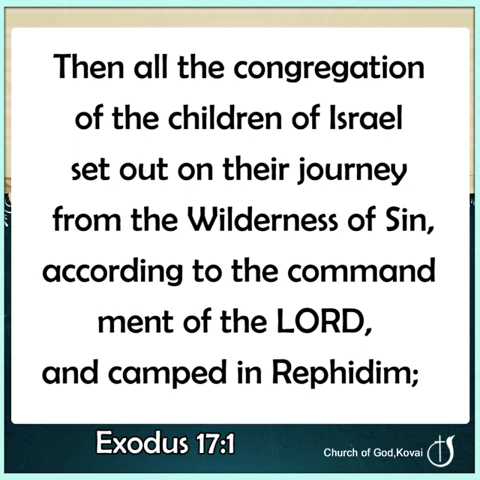 Then all the congregation
of the children of Israel
set out on their journey
from the Wilderness of Sin,
according to the command
ment of the LORD,
and camped in Rephidim;
Exodus 17:1
Church of God,Kovai